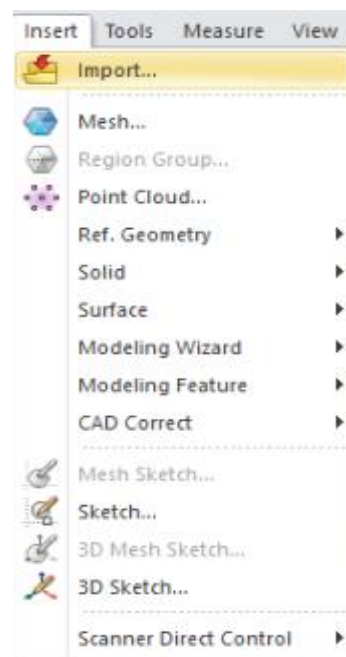 Insert Tools Measure View
Import...
Mesh...
Region Group...
Point Cloud...
Ref. Geometry
Solid
Surface
Modeling Wizard
Modeling Feature
CAD Correct
Mesh Sketch...
Sketch...
3D Mesh Sketch...
3D Sketch...
Scanner Direct Control